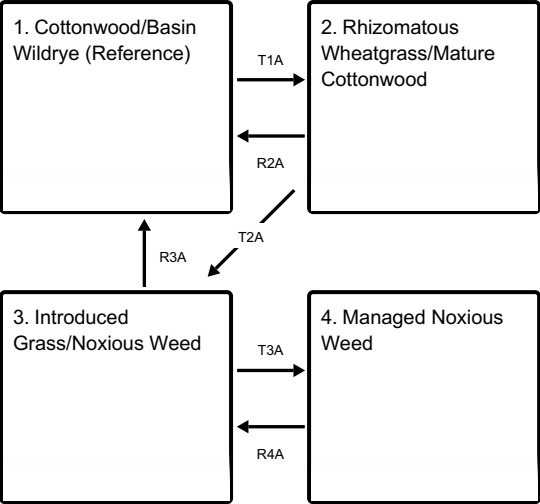 1. Cottonwood/Basin
Wildrye (Reference)
T1A
2. Rhizomatous
Wheatgrass/Mature
Cottonwood
R2A
T2A
R3A
3. Introduced
Grass/Noxious Weed
T3A
4. Managed Noxious
Weed
R4A